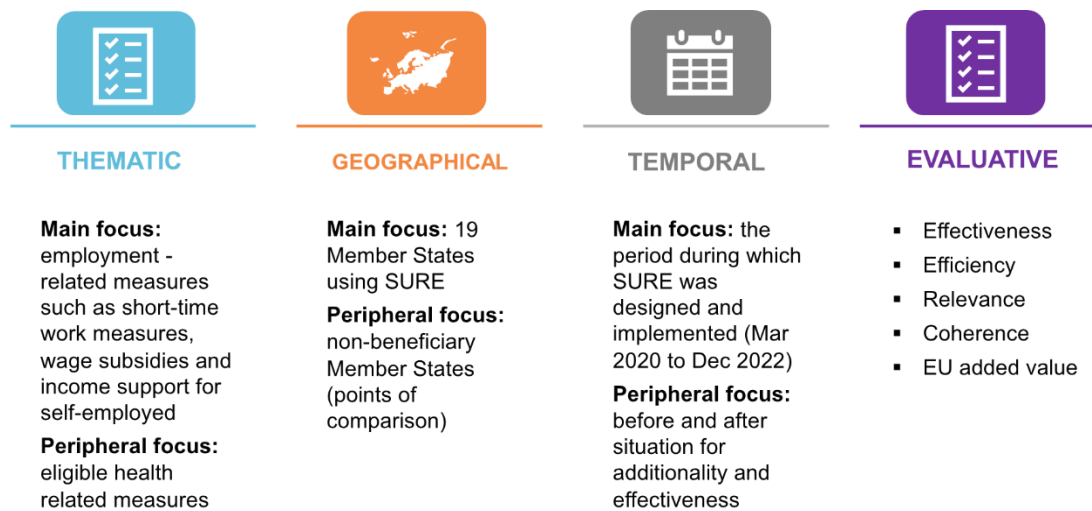 THEMATIC
Main focus:
employment -
related measures
such as short-time
work measures,
wage subsidies and
income support for
self-employed
Peripheral focus:
eligible health
related measures
GEOGRAPHICAL
Main focus: 19
Member States
using SURE
Peripheral focus:
non-beneficiary
Member States
(points of
comparison)
TEMPORAL
Main focus: the
period during which
SURE was
designed and
implemented (Mar
2020 to Dec 2022)
Peripheral focus:
before and after
situation for
additionality and
effectiveness
EVALUATIVE
▪ Effectiveness
▪ Efficiency
▪ Relevance
▪ Coherence
▪ EU added value